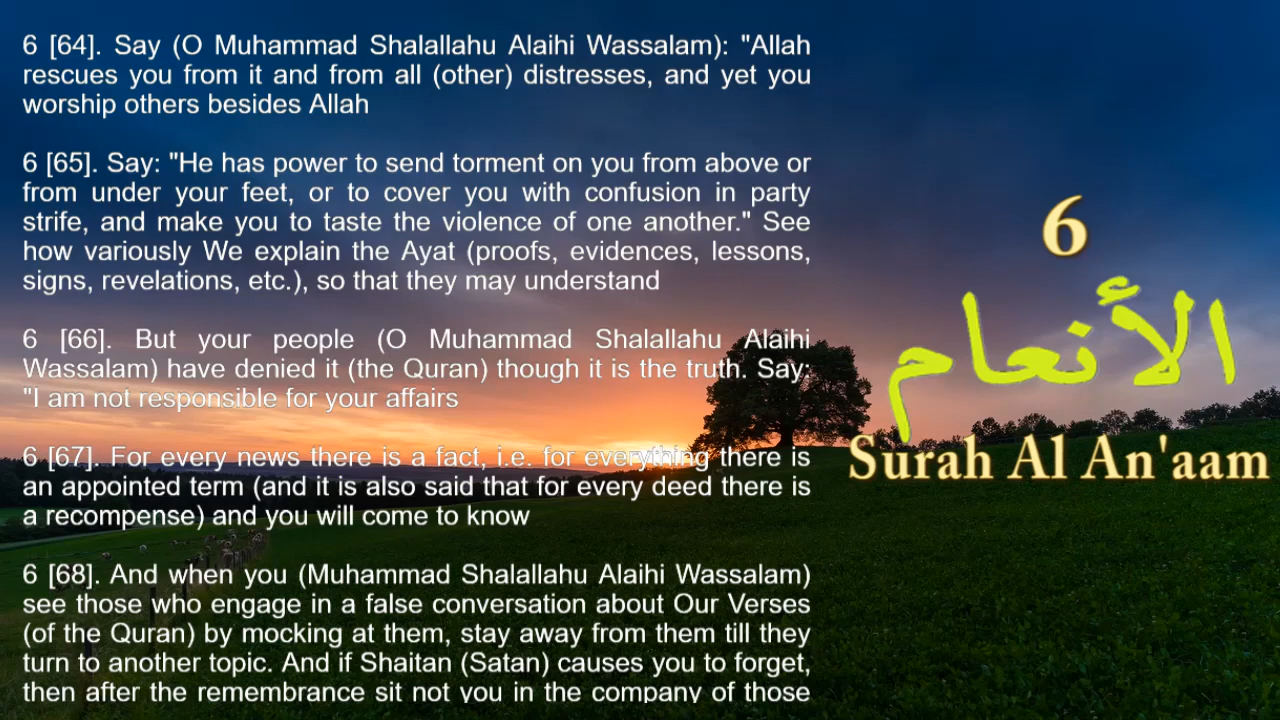 6 [64]. Say (O Muhammad Shalallahu Alaihi Wassalam): "Allah
rescues you from it and from all (other) distresses, and yet you
worship others besides Allah
6 [65]. Say: "He has power to send torment on you from above or
from under your feet, or to cover you with confusion in party
strife, and make you to taste the violence of one another." See
how variously We explain the Ayat (proofs, evidences, lessons,
signs, revelations, etc.), so that they may understand
6 [66]. But your people (O Muhammad Shalallahu Alaihi
Wassalam) have denied it (the Quran) though it is the truth. Say:
"I am not responsible for your affairs
6 [67]. For every news there is a fact, i.e. for everything there is
an appointed term (and it is also said that for every deed there is
a recompense) and you will come to know
6 [68]. And when you (Muhammad Shalallahu Alaihi Wassalam)
see those who engage in a false conversation about Our Verses
(of the Quran) by mocking at them, stay away from them till they
turn to another topic. And if Shaitan (Satan) causes you to forget,
then after the remembrance sit not you in the company of those
6
الأنعام
Surah Al An'aam